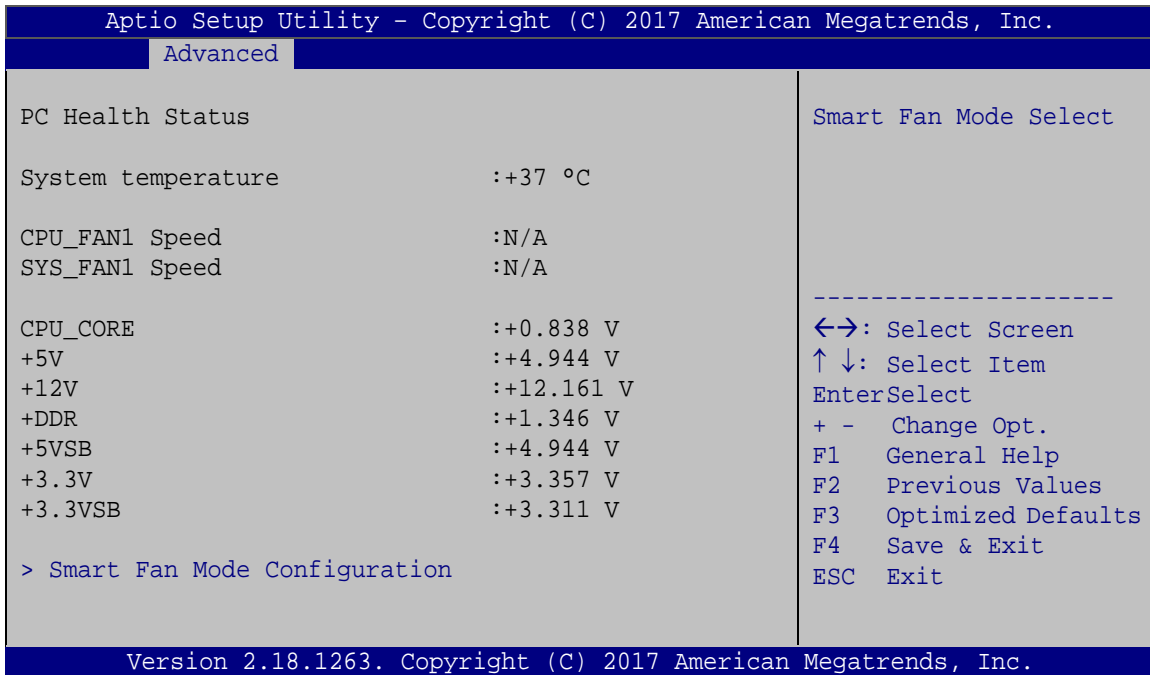 Aptio Setup Utility – Copyright (C) 2017 American Megatrends, Inc.
Advanced
PC Health Status
System temperature :+37 °C
CPU_FAN1 Speed :N/A
SYS_FAN1 Speed :N/A
CPU_CORE :+0.838 V
+5V :+4.944 V
+12V :+12.161 V
+DDR :+1.346 V
+5VSB :+4.944 V
+3.3V :+3.357 V
+3.3VSB :+3.311 V
> Smart Fan Mode Configuration
Smart Fan Mode Select
---------------------
←→: Select Screen
↑ ↓: Select Item
EnterSelect
+ - Change Opt.
F1 General Help
F2 Previous Values
F3 Optimized Defaults
F4 Save & Exit
ESC Exit
Version 2.18.1263. Copyright (C) 2017 American Megatrends, Inc.